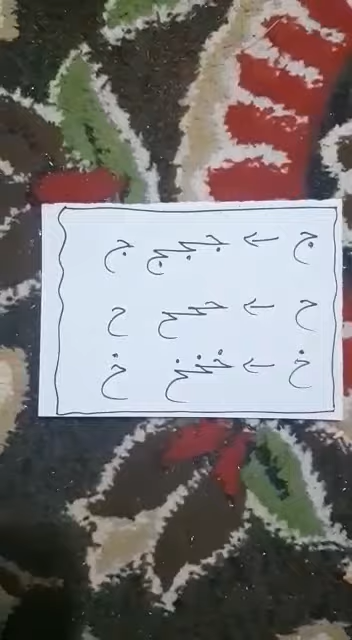 ج ← ججج ج
ح ← ححح ح
خ ← خخخ خ